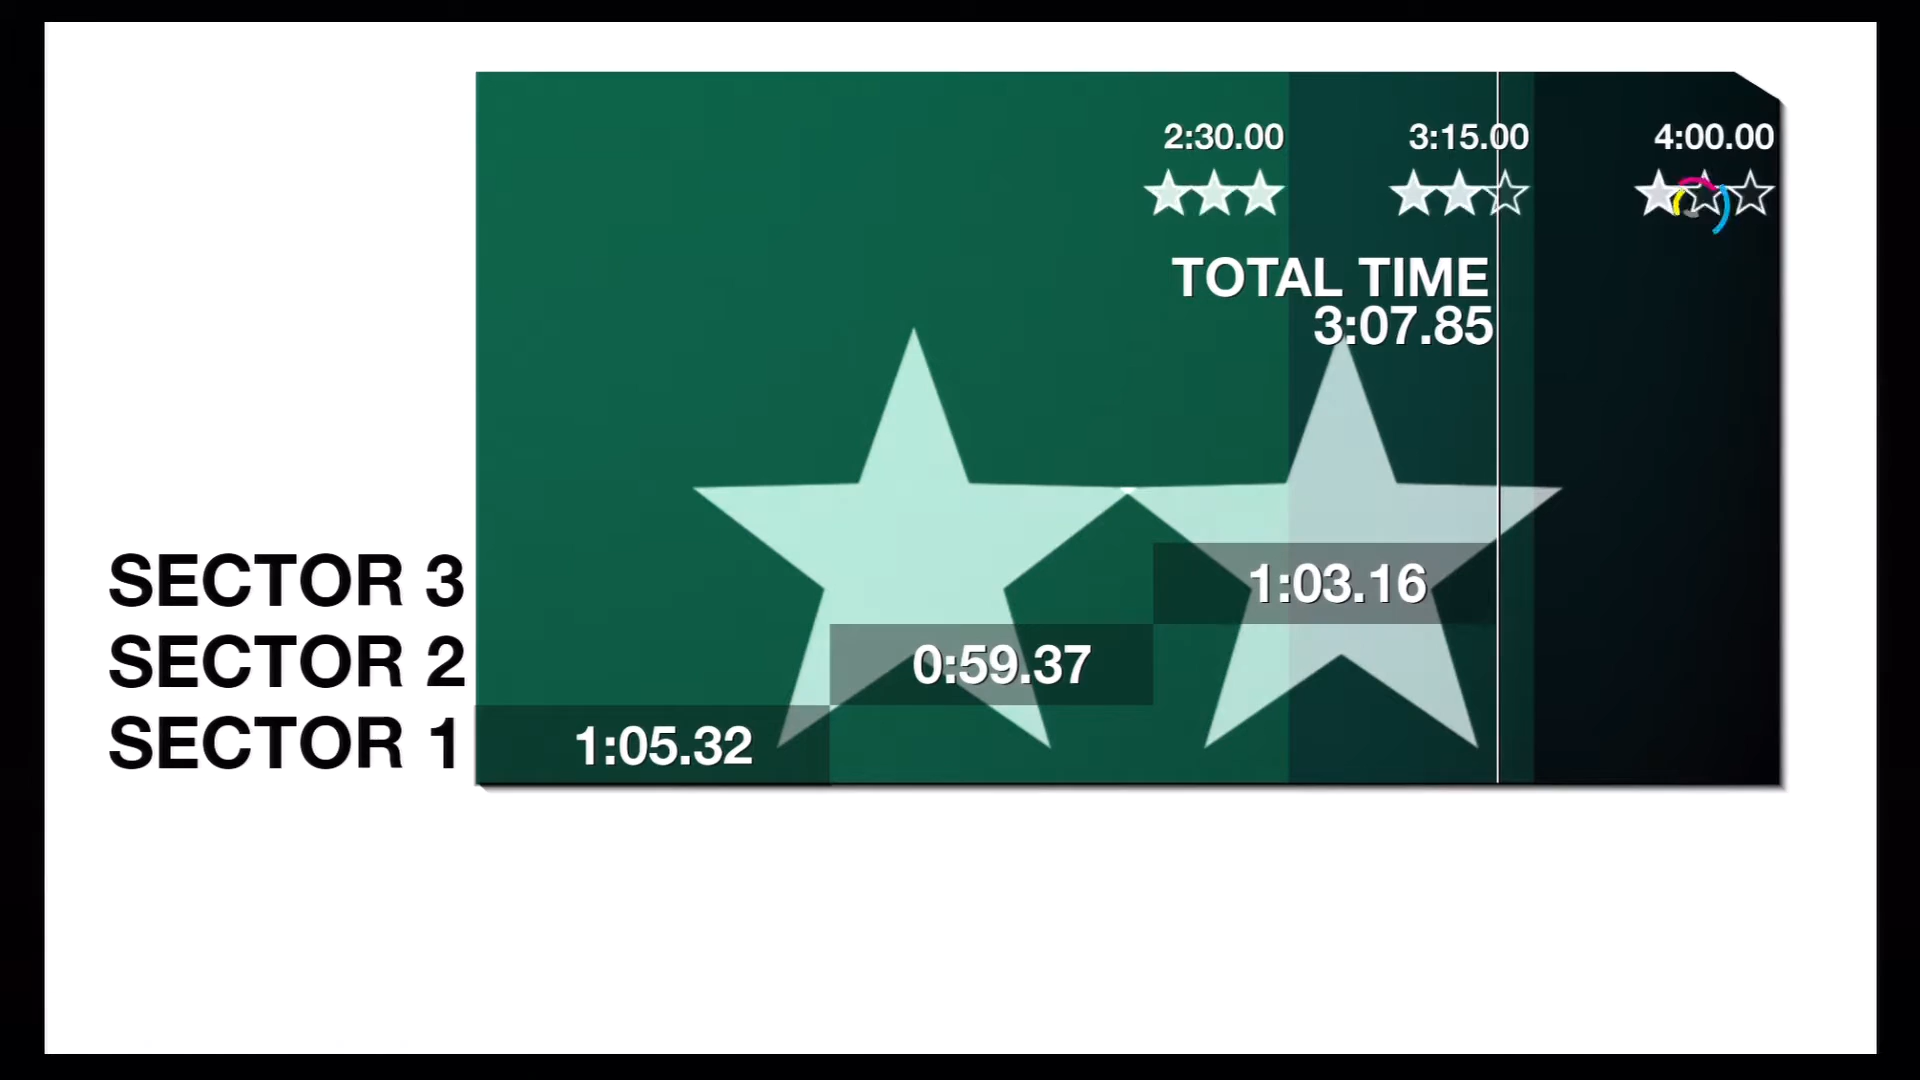 2:30.00 3:15.00 4:00.00
TOTAL TIME
3:07.85
SECTOR 3 1:03.16
SECTOR 2 0:59.37
SECTOR 1 1:05.32